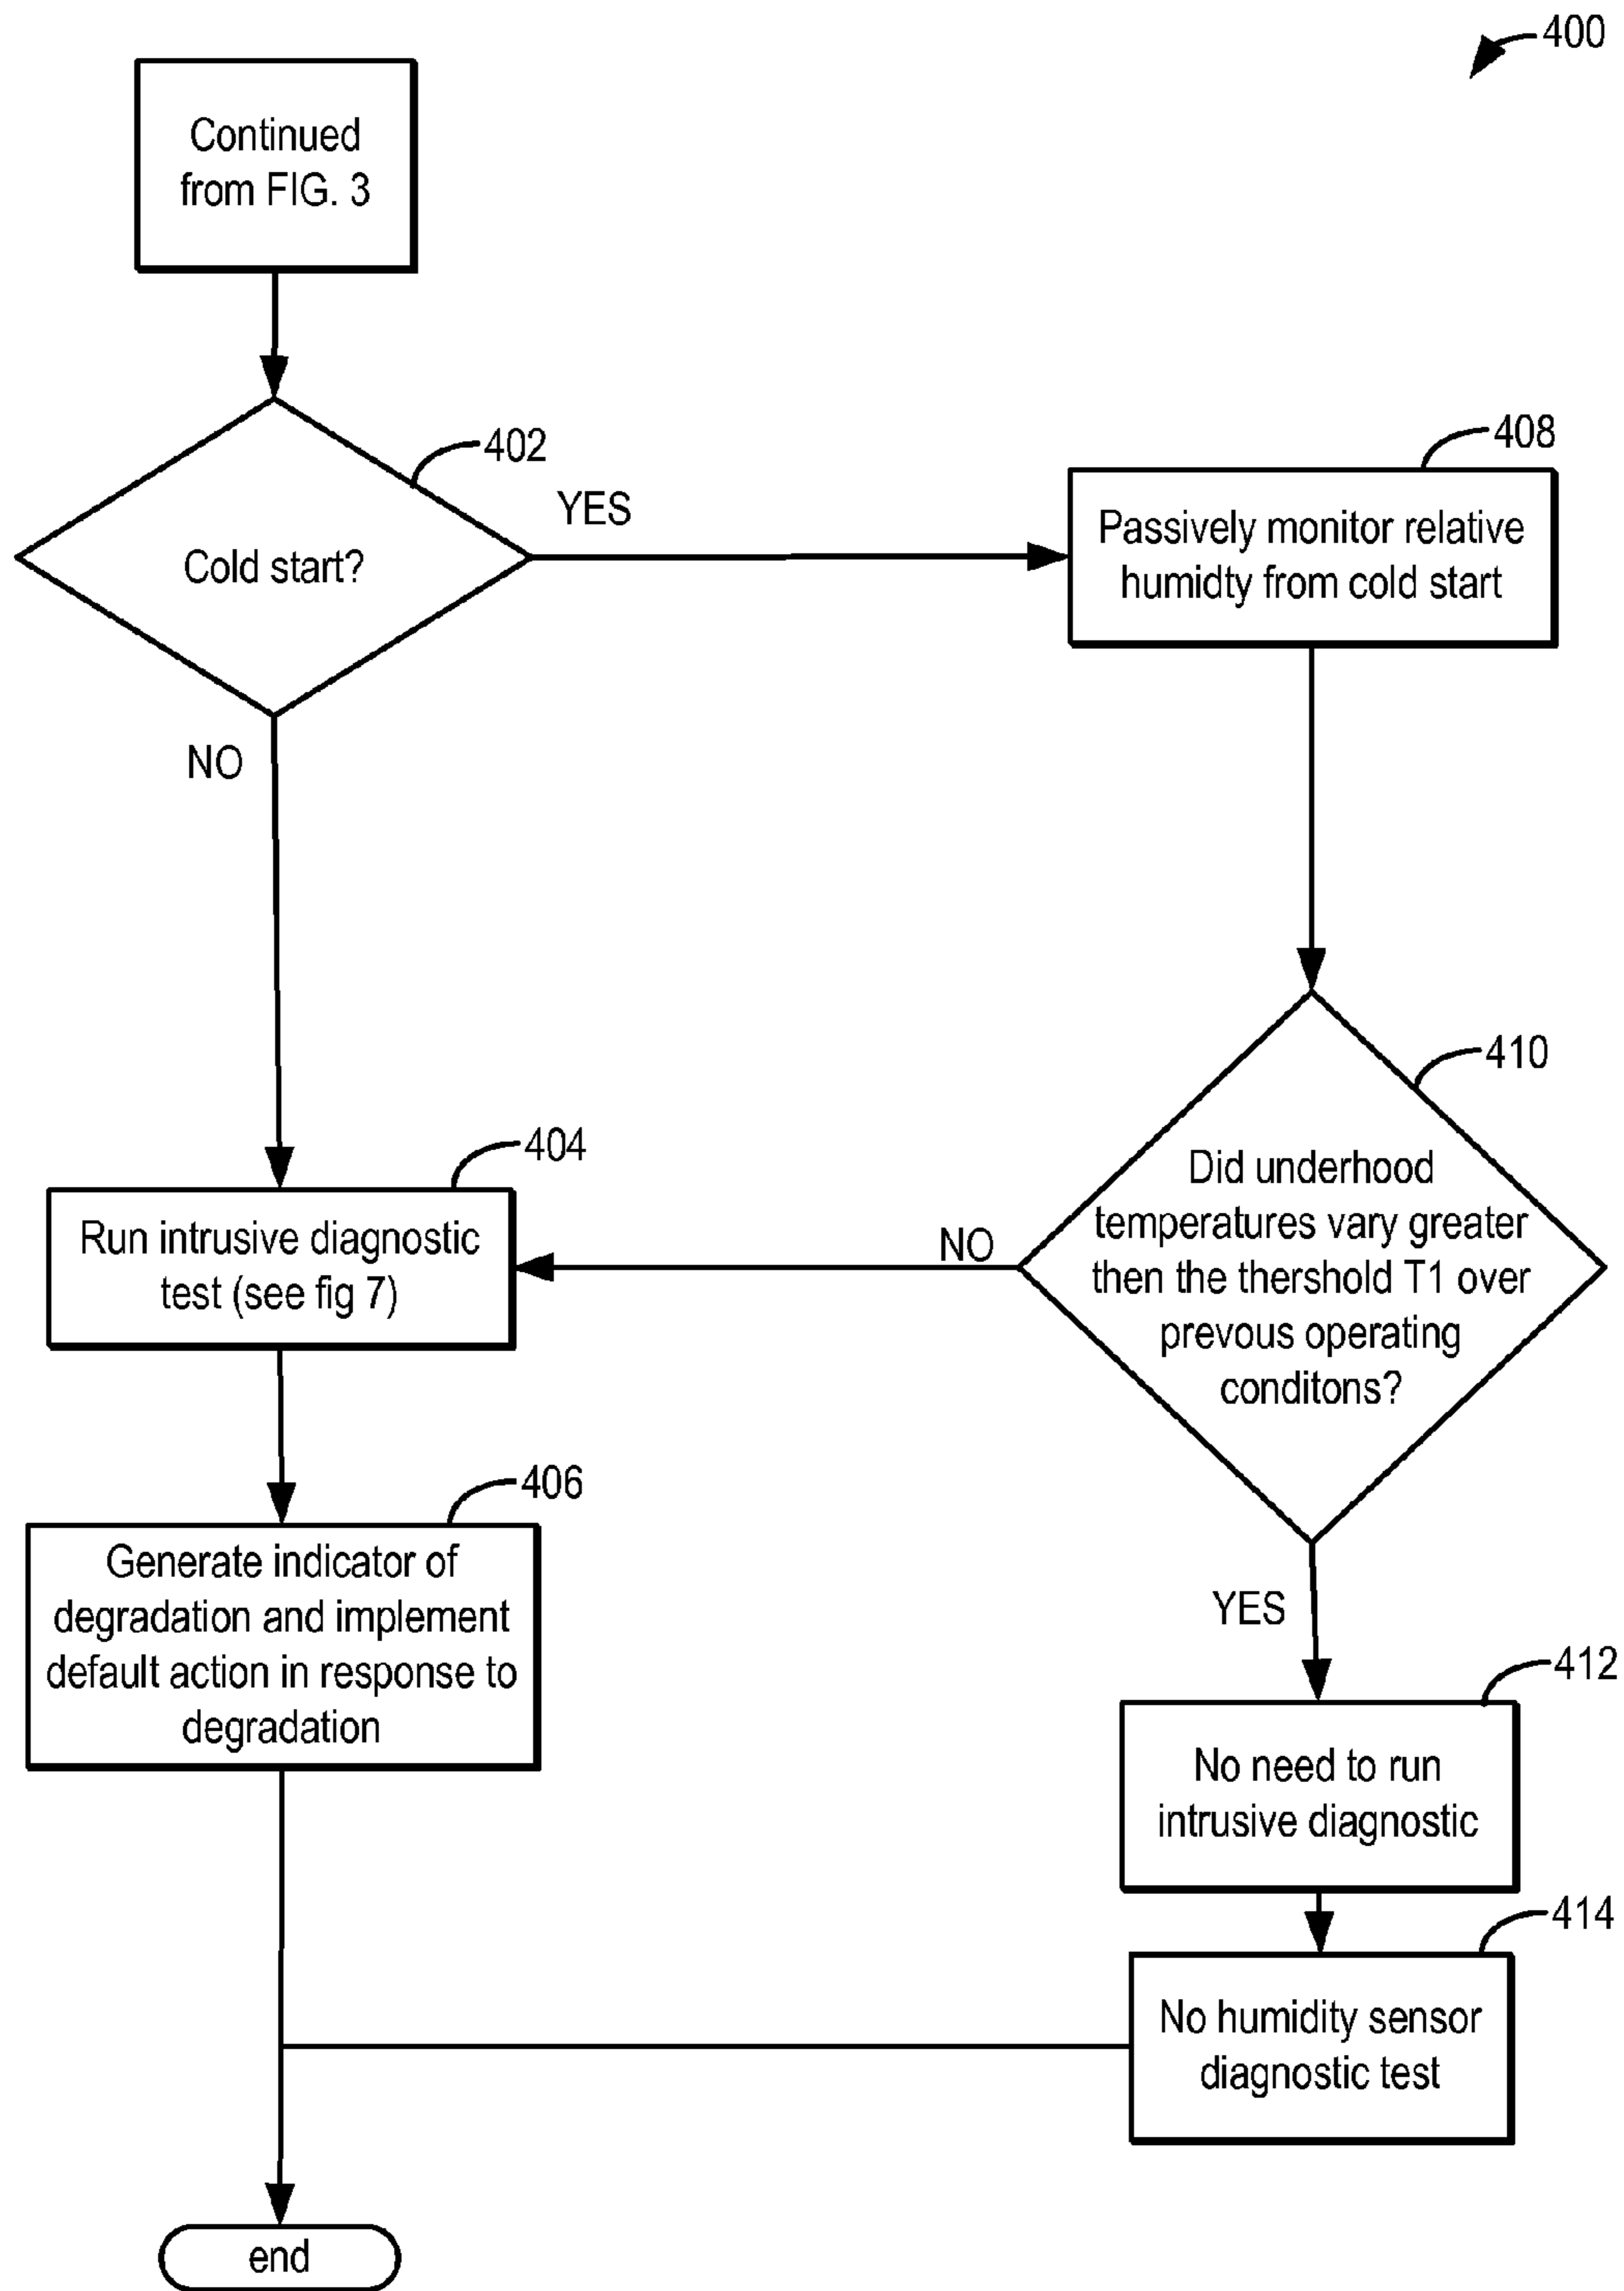 400
Continued
from FIG. 3
402
Cold start?
YES
NO
408
Passively monitor relative
humidty from cold start
410
Did underhood
temperatures vary greater
then the thershold T1 over
prevous operating
conditons?
NO
YES
404
Run intrusive diagnostic
test (see fig 7)
406
Generate indicator of
degradation and implement
default action in response to
degradation
412
No need to run
intrusive diagnostic
414
No humidity sensor
diagnostic test
end